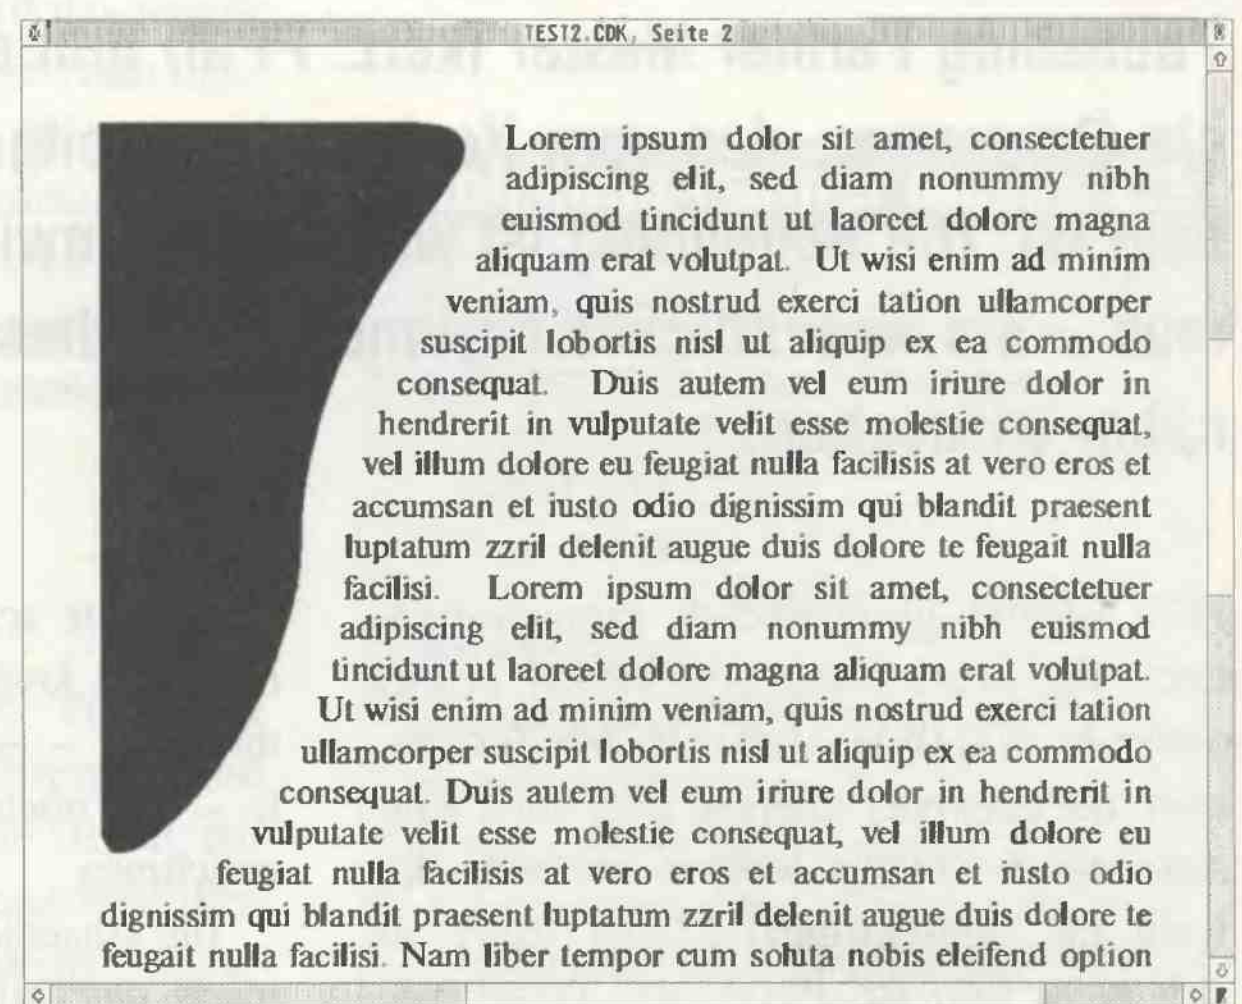 TEST2.CDK, Seite 2
Lorem ipsum dolor sit amet, consectetuer
adipiscing elit, sed diam nonummy nibh
euismod tincidunt ut laoreet dolore magna
aliquam erat volutpat. Ut wisi enim ad minim
veniam, quis nostrud exerci tation ullamcorper
suscipit lobortis nisl ut aliquip ex ea commodo
consequat. Duis autem vel eum iriure dolor in
hendrerit in vulputate velit esse molestie consequat,
vel illum dolore eu feugiat nulla facilisis at vero eros et
accumsan et iusto odio dignissim qui blandit praesent
luptatum zzril delenit augue duis dolore te feugait nulla
facilisi. Lorem ipsum dolor sit amet, consectetuer
adipiscing elit, sed diam nonummy nibh euismod
tincidunt ut laoreet dolore magna aliquam erat volutpat.
Ut wisi enim ad minim veniam, quis nostrud exerci tation
ullamcorper suscipit lobortis nisl ut aliquip ex ea commodo
consequat. Duis autem vel eum iriure dolor in hendrerit in
vulputate velit esse molestie consequat, vel illum dolore eu
feugiat nulla facilisis at vero eros et accumsan et iusto odio
dignissim qui blandit praesent luptatum zzril delenit augue duis dolore te
feugait nulla facilisi. Nam liber tempor cum soluta nobis eleifend option